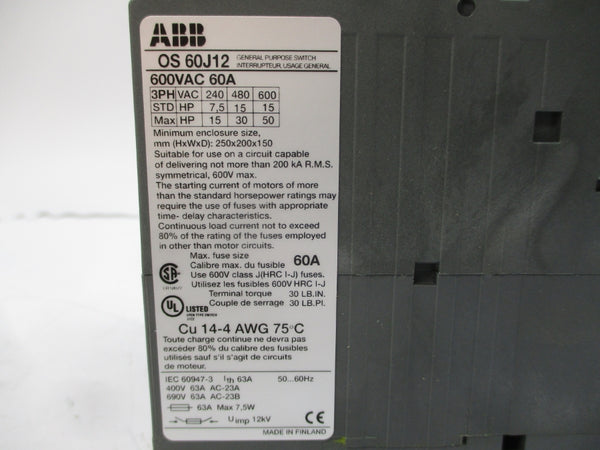 ABB
OS 60J12 GENERAL PURPOSE SWITCH
INTERRUPTEUR, USAGE GENERAL
600VAC 60A
3PH VAC 240 480 600
STD HP 7,5 15 15
Max HP 15 30 50
Minimum enclosure size,
mm (HxWxD): 250x200x150
Suitable for use on a circuit capable
of delivering not more than 200 kA R.M.S.
symmetrical, 600V max.
The starting current of motors of more
than the standard horsepower ratings may
require the use of fuses with appropriate
time- delay characteristics.
Continuous load current not to exceed
80% of the rating of the fuses employed
in other than motor circuits.
Max. fuse size
Calibre max. du fusible 60A
Use 600V class J(HRC I-J) fuses.
Utilisez les fusibles 600V HRC I-J
Terminal torque 30 LB.IN.
Couple de serrage 30 LB.PI.
UL LISTED
OPEN TYPE SWITCH
Cu 14-4 AWG 75°C
Toute charge continue ne devra pas
excéder 80% du calibre des fusibles
utilisés sauf s'il s'agit de circuits
de moteur.
IEC 60947-3 Ith 63A 50...60Hz
400V 63A AC-23A
690V 63A AC-23B
63A Max 7,5W
Uimp 12kV CE
MADE IN FINLAND